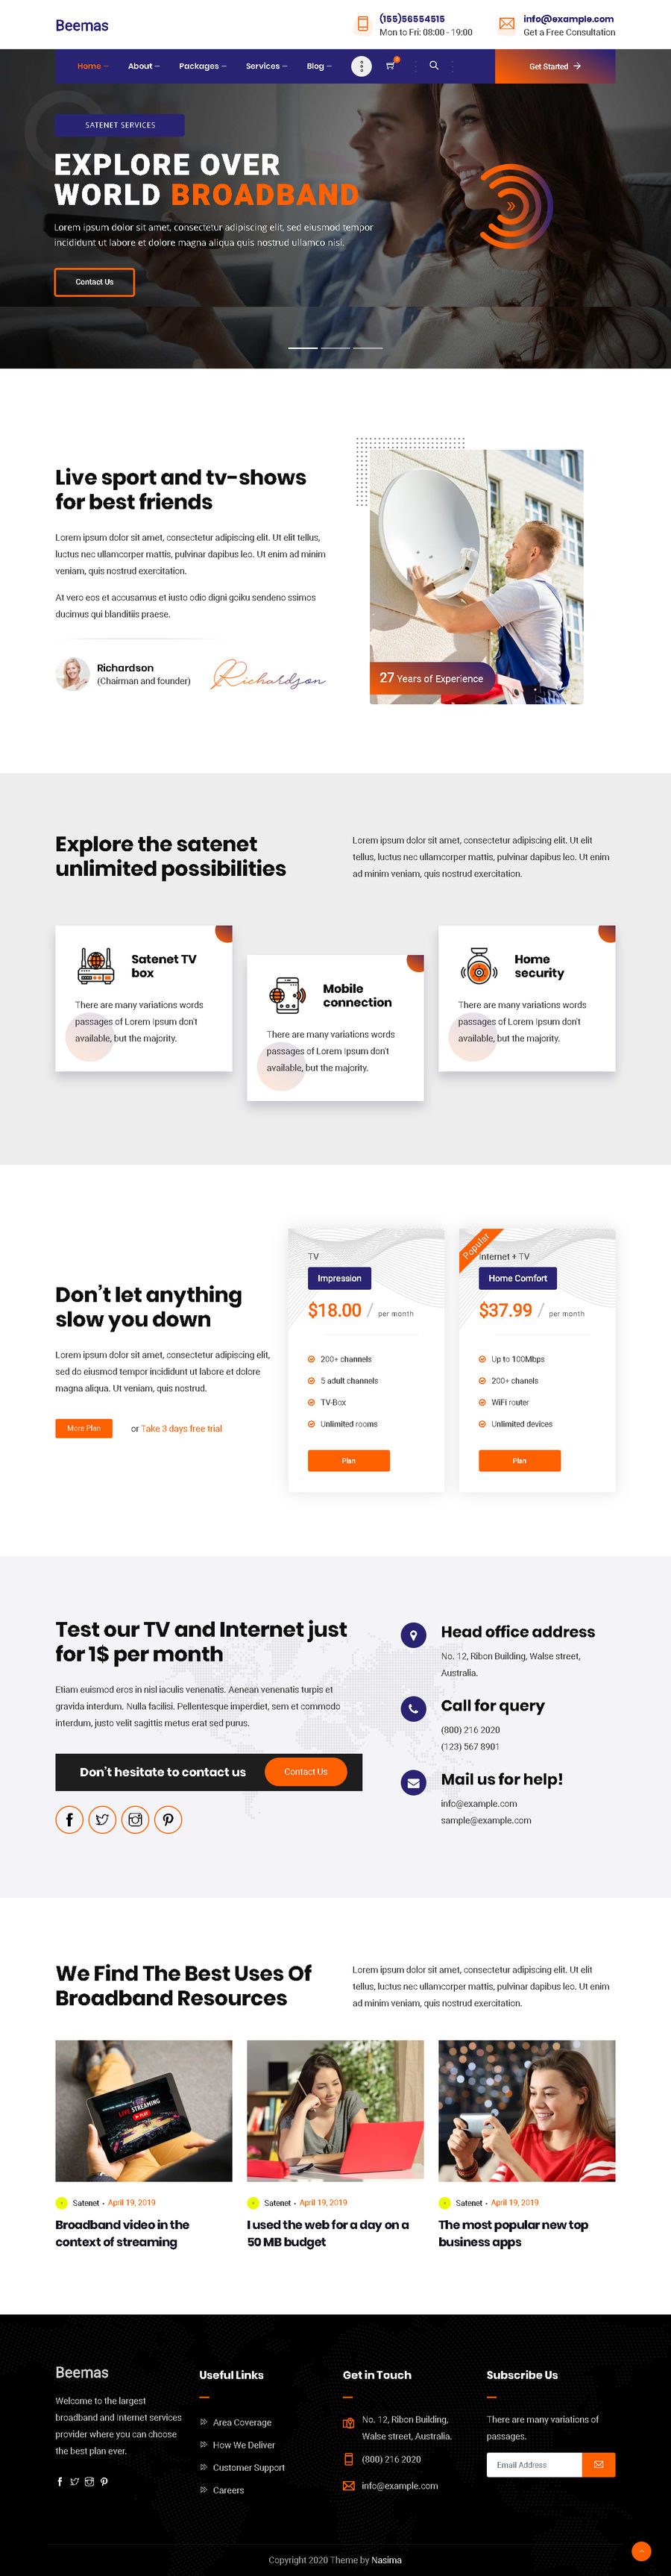 Beemas
(155)56554515
Mon to Fri: 08:00 - 19:00
info@example.com
Get a Free Consultation
Home
About
Packages
Services
Blog
Get Started
SATENET SERVICES
EXPLORE OVER
WORLD BROADBAND
Lorem ipsum dolor sit amet, consectetur adipiscing elit, sed eiusmod tempor
incididunt ut labore et dolore magna aliqua quis nostrud ullamco nisi.
Contact Us
Live sport and tv-shows
for best friends
Lorem ipsum dolor sit amet, consectetur adipiscing elit. Ut elit tellus,
luctus nec ullamcorper mattis, pulvinar dapibus leo. Ut enim ad minim
veniam, quis nostrud exercitation.
At vero eos et accusamus et iusto odio digni goiku sendeno ssimos
ducimus qui blanditiis praese.
Richardson
(Chairman and founder)
Richardson
27 Years of Experience
Explore the satenet
unlimited possibilities
Lorem ipsum dolor sit amet, consectetur adipiscing elit. Ut elit
tellus, luctus nec ullamcorper mattis, pulvinar dapibus leo. Ut enim
ad minim veniam, quis nostrud exercitation.
Satenet TV
box
There are many variations words
passages of Lorem Ipsum don't
available, but the majority.
Mobile
connection
There are many variations words
passages of Lorem Ipsum don't
available, but the majority.
Home
security
There are many variations words
passages of Lorem Ipsum don't
available, but the majority.
Don't let anything
slow you down
Lorem ipsum dolor sit amet, consectetur adipiscing elit,
sed do eiusmod tempor incididunt ut labore et dolore
magna aliqua. Ut veniam, quis nostrud.
More Plan
or Take 3 days free trial
TV
Impression
$18.00 / per month
200+ channels
5 adult channels
TV-Box
Unlimited rooms
Plan
Popular
Internet + TV
Home Comfort
$37.99 / per month
Up to 100Mbps
200+ chanels
WiFi router
Unlimited devices
Plan
Test our TV and Internet just
for 1$ per month
Etiam euismod eros in nisl iaculis venenatis. Aenean venenatis turpis et
gravida interdum. Nulla facilisi. Pellentesque imperdiet, sem et commodo
interdum, justo velit sagittis metus erat sed purus.
Don't hesitate to contact us
Contact Us
Head office address
No. 12, Ribon Building, Walse street,
Australia.
Call for query
(800) 216 2020
(123) 567 8901
Mail us for help!
info@example.com
sample@example.com
We Find The Best Uses Of
Broadband Resources
Lorem ipsum dolor sit amet, consectetur adipiscing elit. Ut elit
tellus, luctus nec ullamcorper mattis, pulvinar dapibus leo. Ut enim
ad minim veniam, quis nostrud exercitation.
LIVE STREAMING
PLAY
Satenet • April 19, 2019
Broadband video in the
context of streaming
Satenet • April 19, 2019
I used the web for a day on a
50 MB budget
Satenet • April 19, 2019
The most popular new top
business apps
Beemas
Welcome to the largest
broadband and Internet services
provider where you can choose
the best plan ever.
Useful Links
Area Coverage
How We Deliver
Customer Support
Careers
Get in Touch
No. 12, Ribon Building,
Walse street, Australia.
(800) 216 2020
info@example.com
Subscribe Us
There are many variations of
passages.
Email Address
Copyright 2020 Theme by Nasima